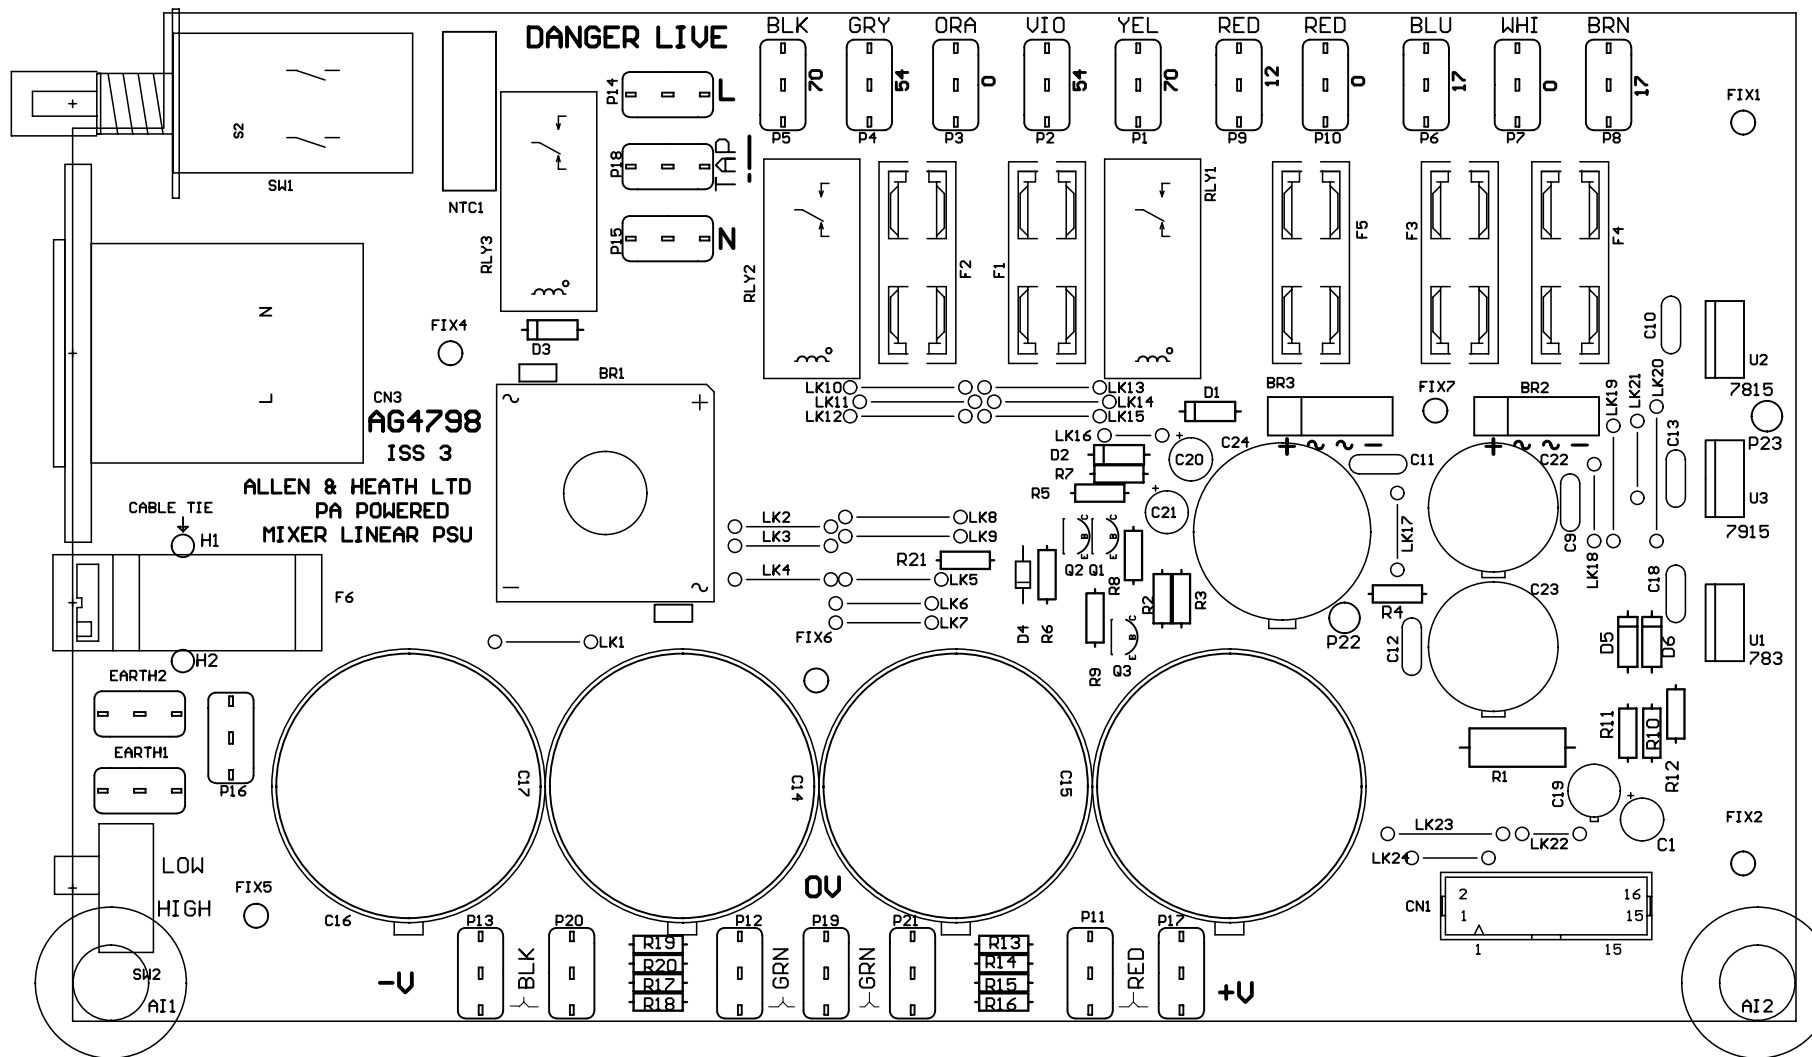 DANGER LIVE
BLK GRY ORA VIO YEL RED RED BLU WHI BRN
70 54 0 54 70 12 0 17 0 17
P5 P4 P3 P2 P1 P9 P10 P6 P7 P8
FIX1
P14 L
S2
P18 TAP !
SW1
NTC1
P15 N
RLY3
RLY2
F2
F1
RLY1
F5
F3
F4
N
L
FIX4
D3
C10
U2
7815
BR1
CN3
AG4798
ISS 3
LK10 LK13
LK11 LK14
LK12 LK15
D1
BR3
FIX7
BR2
LK19 LK21 LK20
P23
LK16
+ ~ ~ -
+ ~ ~ -
D2
R7
R5
C20
C24
C11
C22
C13
C21
U3
7915
ALLEN & HEATH LTD
PA POWERED
MIXER LINEAR PSU
CABLE TIE
H1
LK2 LK8
LK3 LK9
R21
LK4 LK5
LK6
LK7
C B E
C B E
Q2 Q1
R8
R2 R3
LK17
C9
LK18
C18
F6
D4 R6
R4
C23
R9
C B E
Q3
P22
C12
D5 D6
U1
783
LK1
FIX6
H2
EARTH2
EARTH1
P16
C17
C14
C15
R1
R11 R10 R12
C19
C1
FIX2
LK23 LK22
LK24
LOW
HIGH
FIX5
C16
0V
CN1
2 16
1 15
1 15
P13 P20 P12 P19 P21 P11 P17
-V
BLK
R19
R20
R17
R18
GRN
GRN
R13
R14
R15
R16
RED
+V
SW2
AI1
AI2